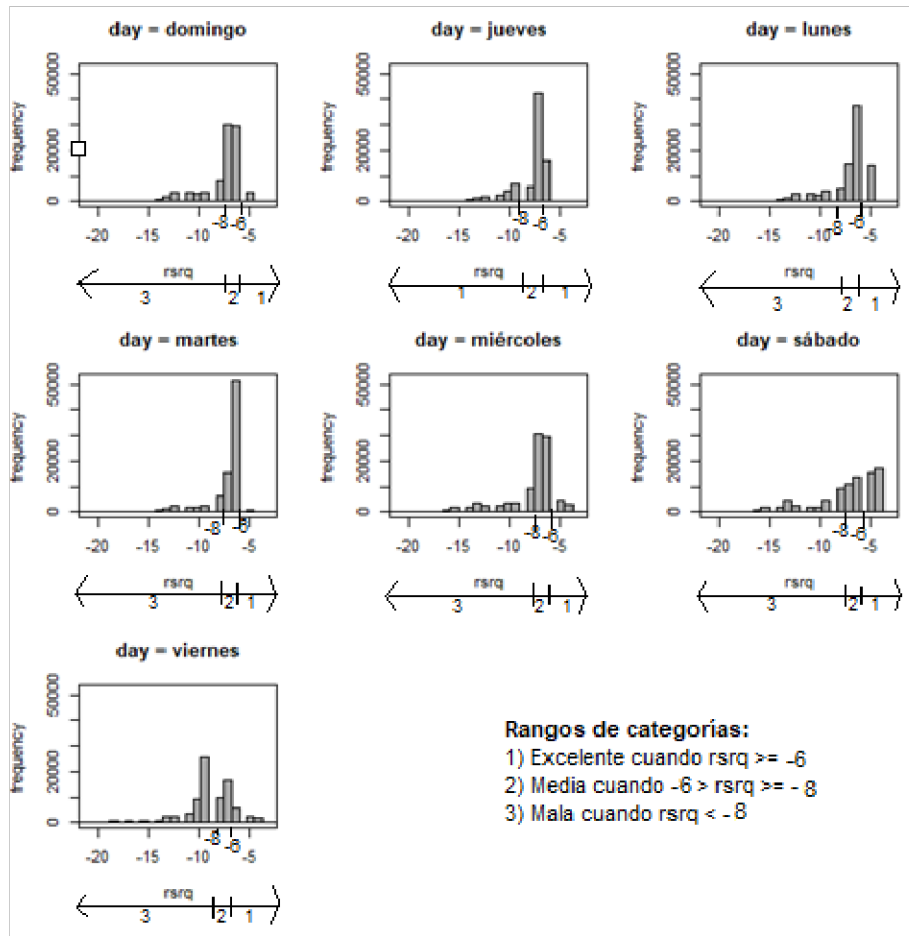 day = domingo
frequency
50000
20000
0
-8 -6
-20 -15 -10 -5
rsrq
3 2 1
day = jueves
frequency
50000
20000
0
-8 -6
-20 -15 -10 -5
rsrq
1 2 1
day = lunes
frequency
50000
20000
0
-8 -6
-20 -15 -10 -5
rsrq
3 2 1
day = martes
frequency
50000
20000
0
-8 -6
-20 -15 -10 -5
rsrq
3 2 1
day = miércoles
frequency
50000
20000
0
-8 -6
-20 -15 -10 -5
rsrq
3 2 1
day = sábado
frequency
50000
20000
0
-8 -6
-20 -15 -10 -5
rsrq
3 2 1
day = viernes
frequency
50000
20000
0
-8 -6
-20 -15 -10 -5
rsrq
3 2 1
Rangos de categorías:
1) Excelente cuando rsrq >= -6
2) Media cuando -6 > rsrq >= -8
3) Mala cuando rsrq < -8